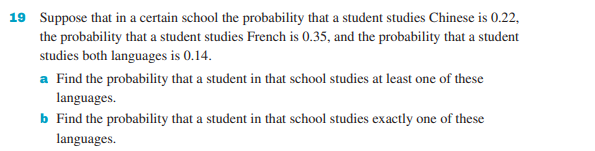 19 Suppose that in a certain school the probability that a student studies Chinese is 0.22,
the probability that a student studies French is 0.35, and the probability that a student
studies both languages is 0.14.
a Find the probability that a student in that school studies at least one of these
languages.
b Find the probability that a student in that school studies exactly one of these
languages.